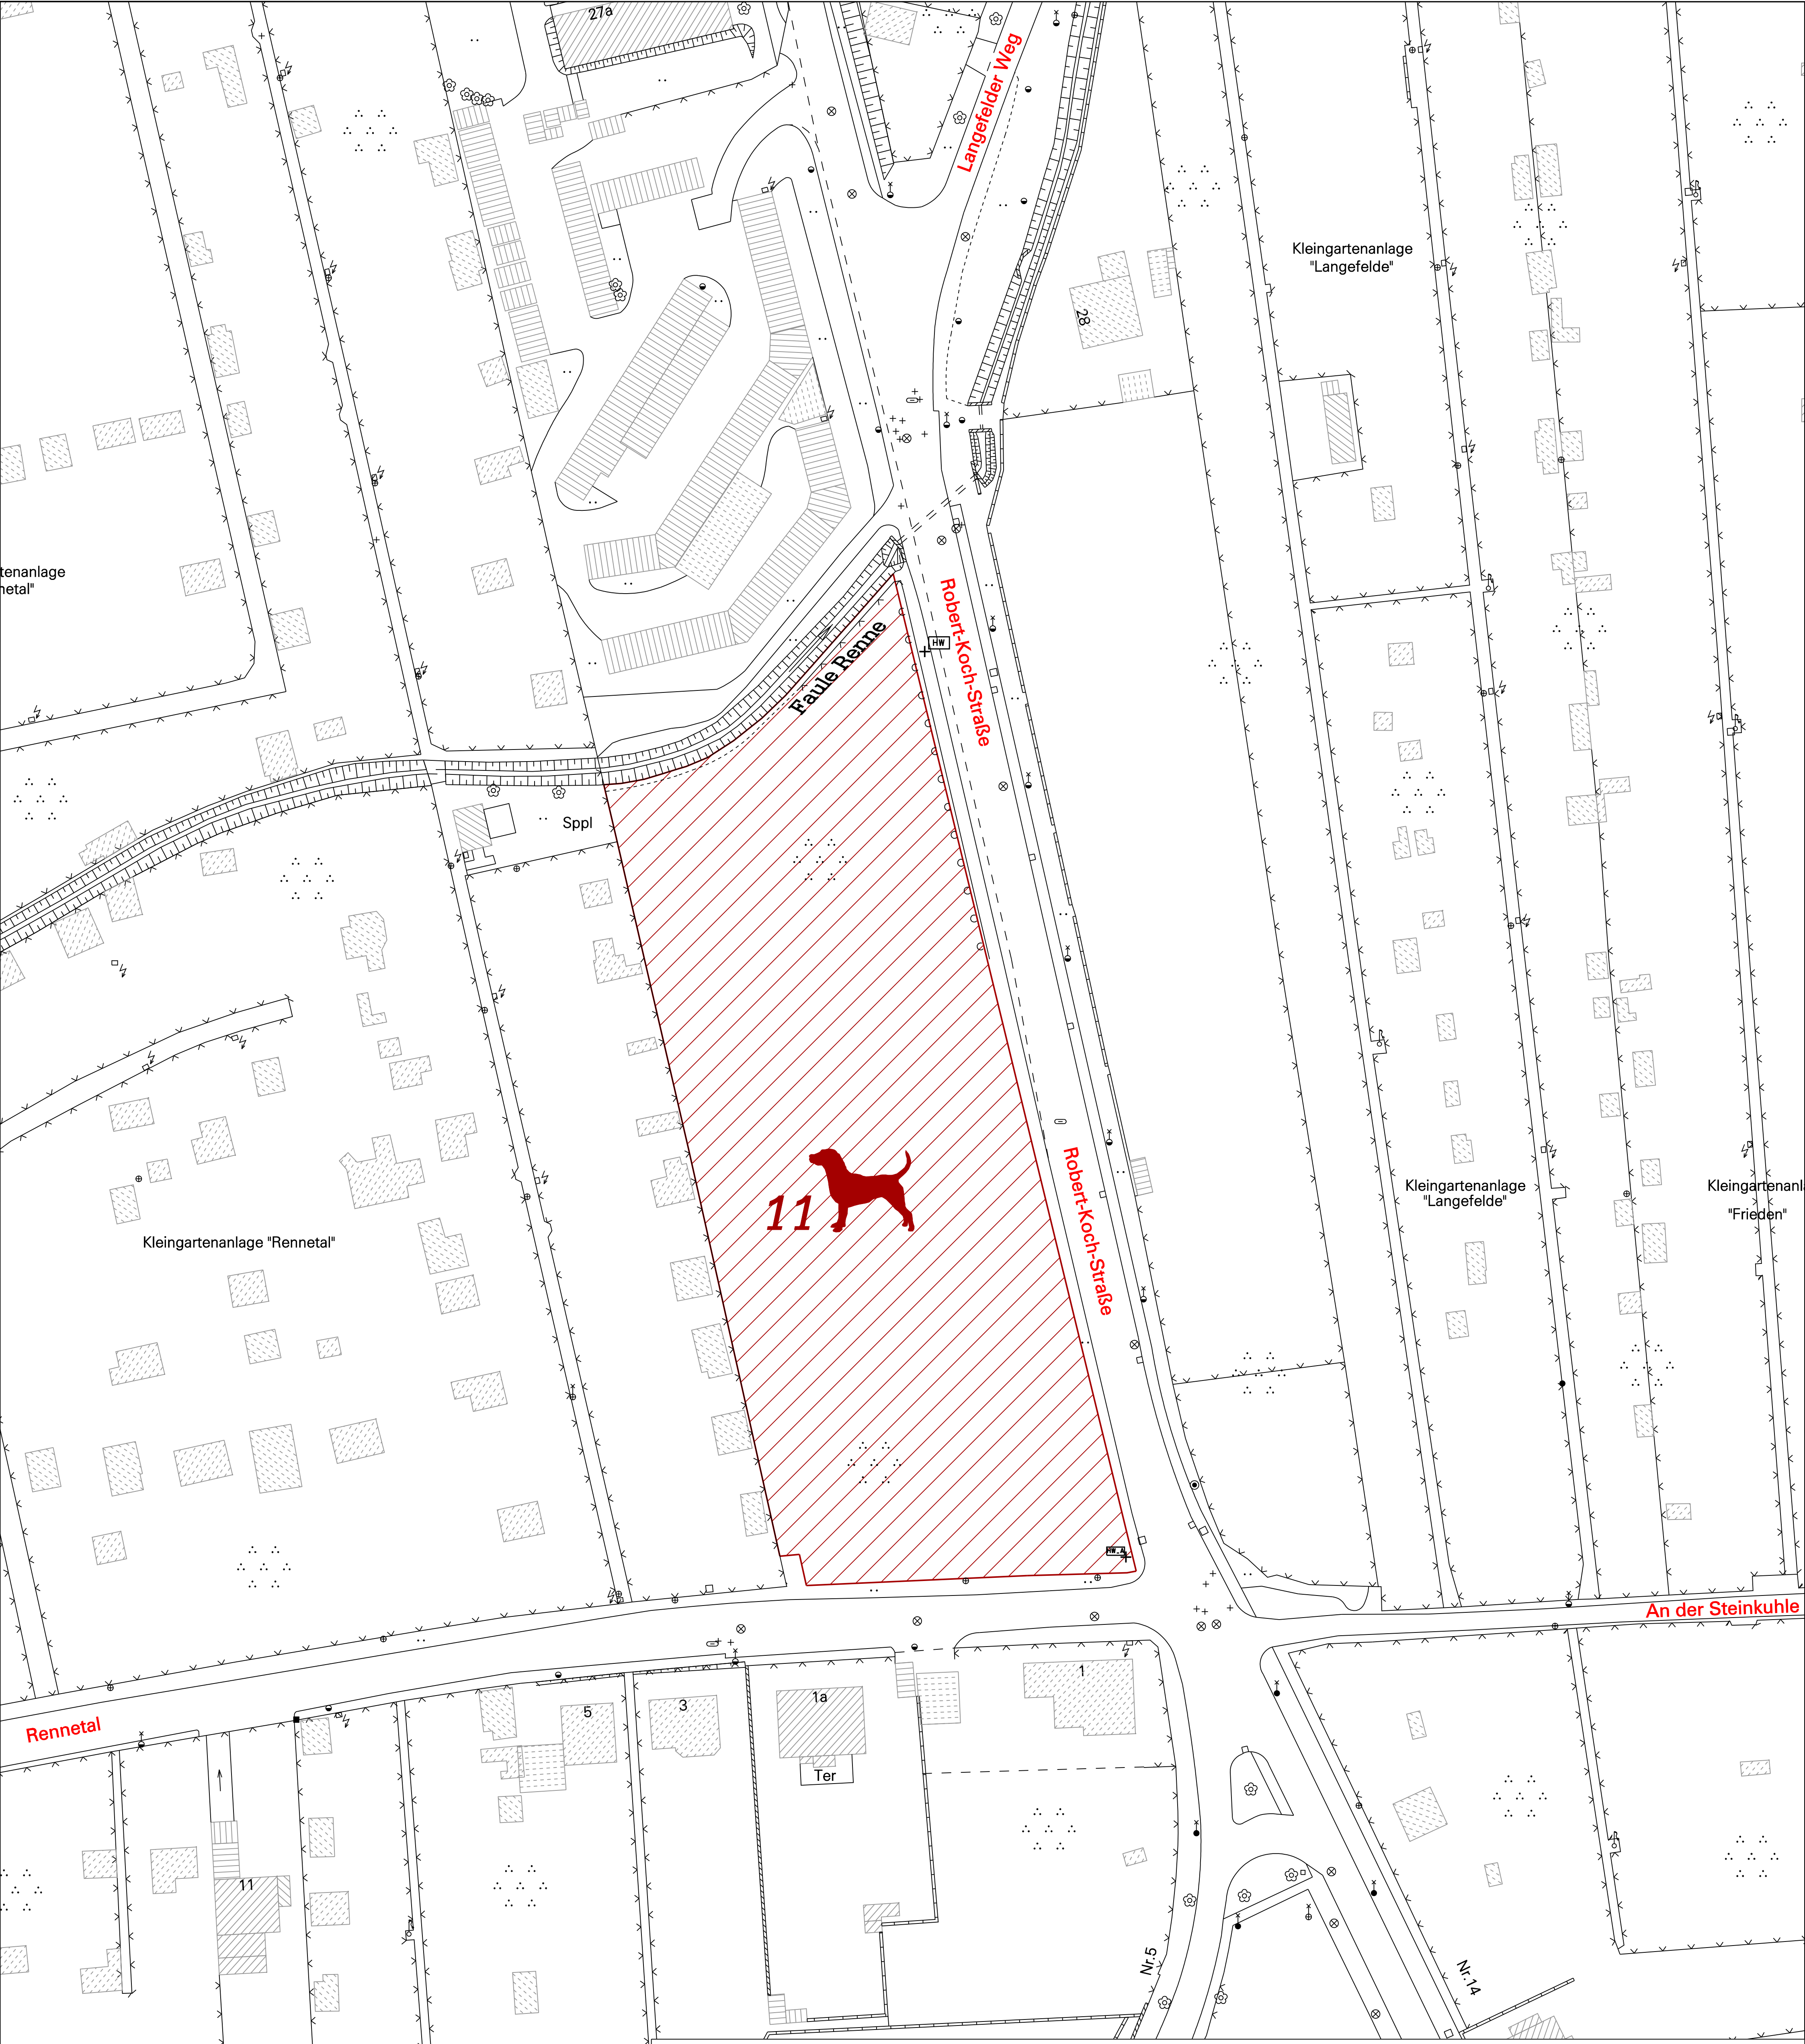 27a
Langefelder Weg
Kleingartenanlage
"Langefelde"
28
tenanlage
netal"
Robert-Koch-Straße
HW
Faule Renne
Sppl
11
Robert-Koch-Straße
Kleingartenanlage
"Langefelde"
Kleingartenanl
"Frieden"
Kleingartenanlage "Rennetal"
HW.A
An der Steinkuhle
Rennetal
5
3
1a
1
Ter
11
Nr.5
Nr.14